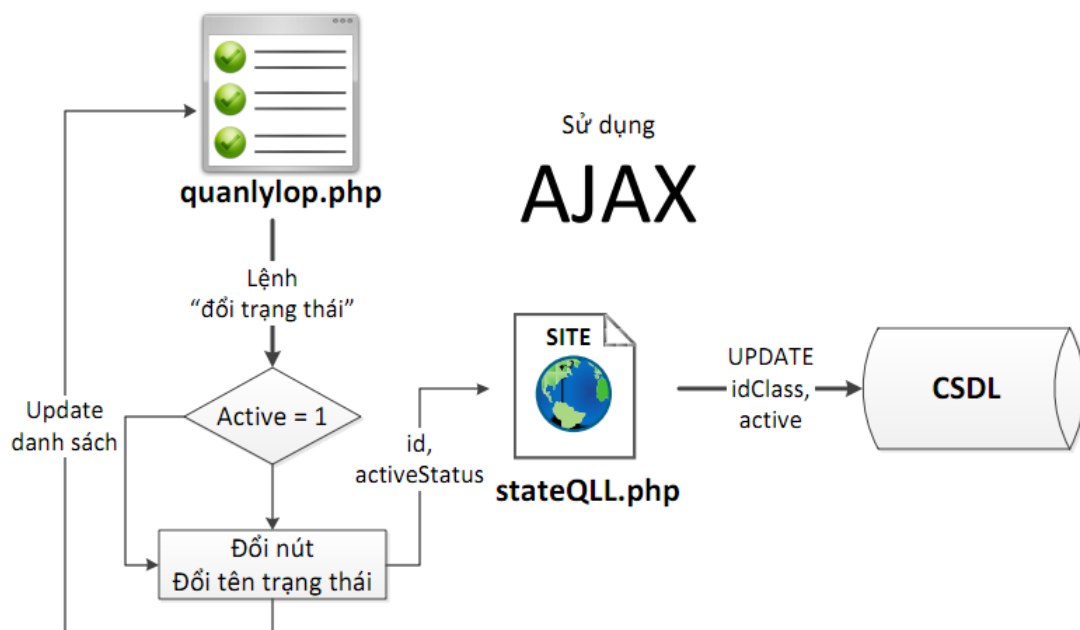 Sử dụng
AJAX
quanlylop.php
Lệnh
“đổi trạng thái”
Active = 1
Update
danh sách
Đổi nút
Đổi tên trạng thái
id,
activeStatus
SITE
stateQLL.php
UPDATE
idClass,
active
CSDL